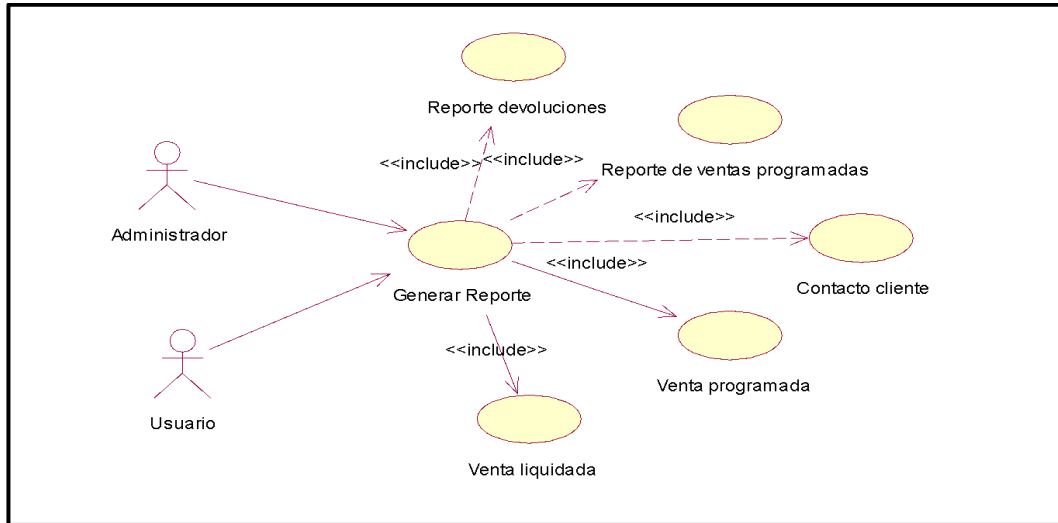 Reporte devoluciones
<<include>>
<<include>>
Reporte de ventas programadas
Administrador
<<include>>
<<include>>
Generar Reporte
Contacto cliente
<<include>>
Venta programada
Usuario
Venta liquidada